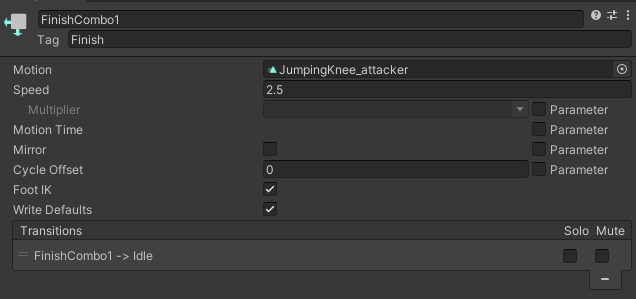 FinishCombo1
Tag Finish
Motion JumpingKnee_attacker
Speed 2.5
Multiplier Parameter
Motion Time Parameter
Mirror Parameter
Cycle Offset 0 Parameter
Foot IK
Write Defaults
Transitions Solo Mute
FinishCombo1 -> Idle